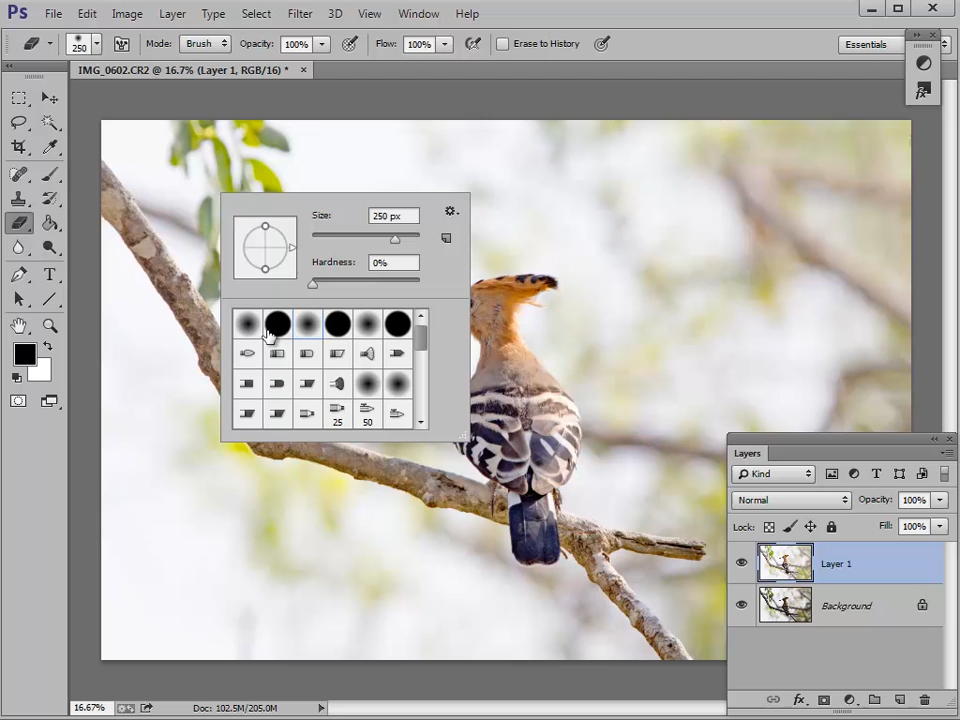 Ps File Edit Image Layer Type Select Filter 3D View Window Help
250 Mode: Brush Opacity: 100% Flow: 100% Erase to History Essentials
IMG_0602.CR2 @ 16.7% (Layer 1, RGB/16) * ×
Size: 250 px
Hardness: 0%
25 50
Layers
Kind
Normal Opacity: 100%
Lock: Fill: 100%
Layer 1
Background
16.67% Doc: 102.5M/205.0M